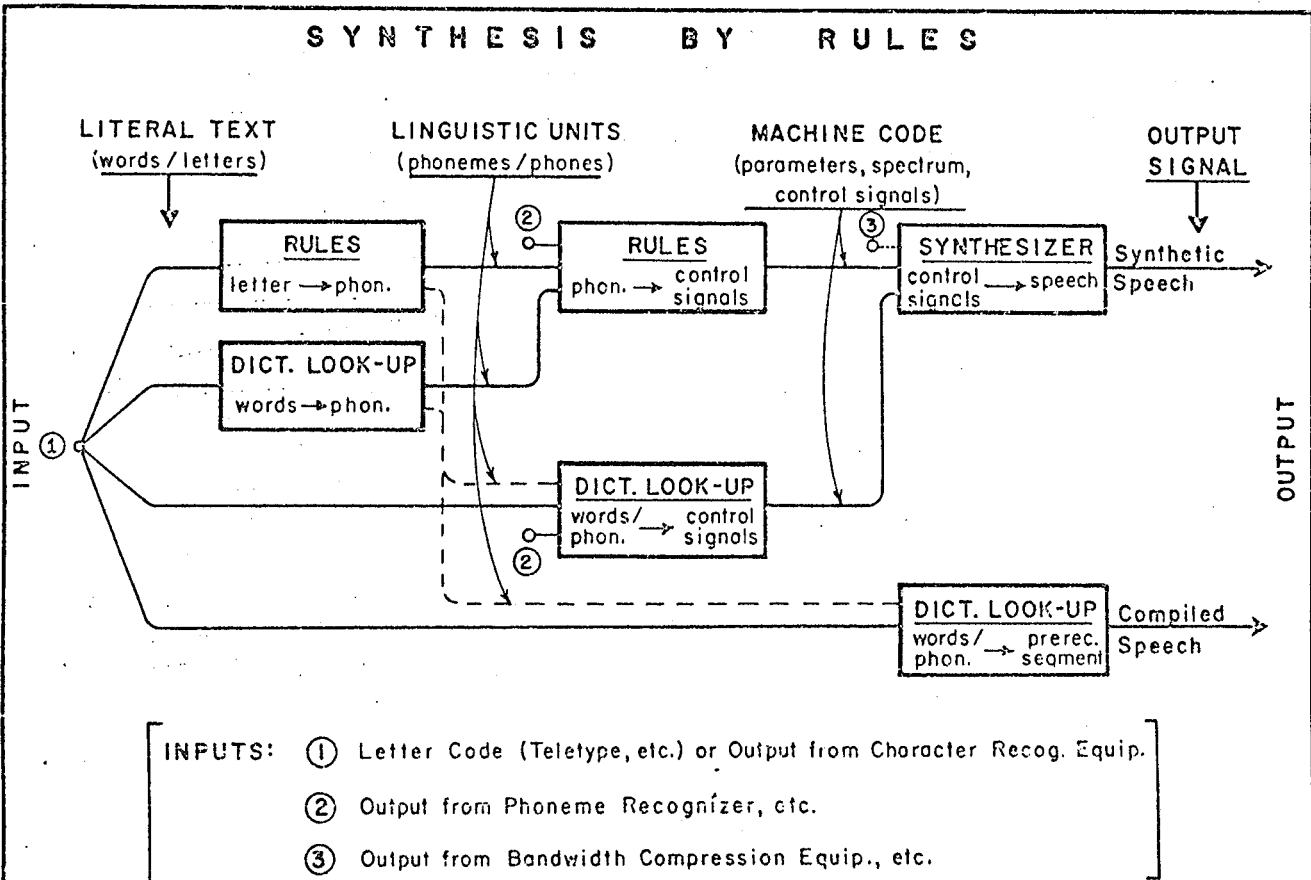 SYNTHESIS BY RULES
LITERAL TEXT
(words/letters)
LINGUISTIC UNITS
(phonemes/phones)
MACHINE CODE
(parameters, spectrum,
control signals)
OUTPUT
SIGNAL
②
③
RULES
letter → phon.
RULES
phon. → control
signals
SYNTHESIZER
control
signals → speech
Synthetic
Speech
DICT. LOOK-UP
words → phon.
INPUT
①
OUTPUT
DICT. LOOK-UP
words/
phon. → control
signals
②
DICT. LOOK-UP
words/
phon. → prerec.
segment
Compiled
Speech
INPUTS: ① Letter Code (Teletype, etc.) or Output from Character Recog. Equip.
② Output from Phoneme Recognizer, etc.
③ Output from Bandwidth Compression Equip., etc.